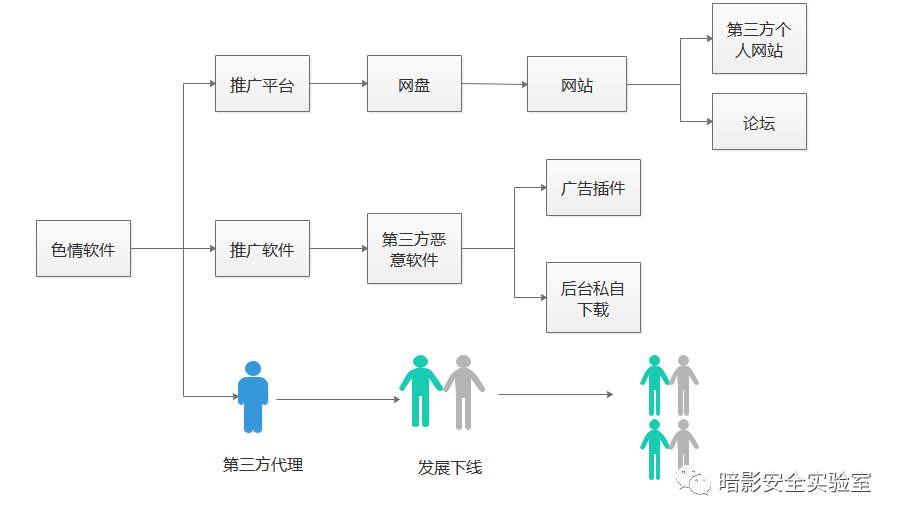 第三方个
人网站
推广平台
网盘
网站
论坛
广告插件
色情软件
推广软件
第三方恶
意软件
后台私自
下载
第三方代理
发展下线
暗影安全实验室